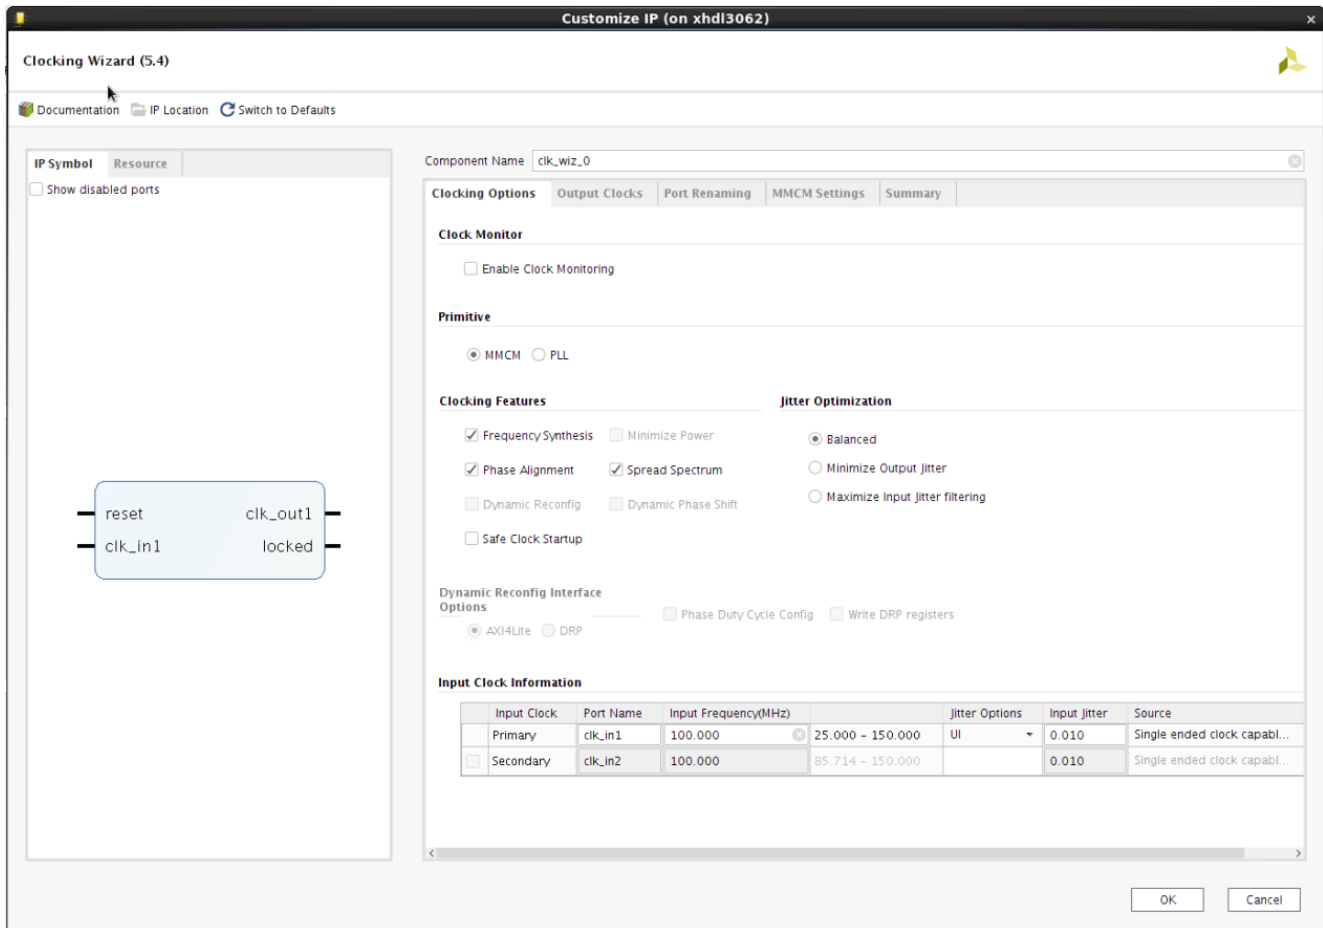 Customize IP (on xhdl3062)
Clocking Wizard (5.4)
Documentation IP Location Switch to Defaults
IP Symbol Resource
Show disabled ports
reset clk_out1
clk_in1 locked
Component Name clk_wiz_0
Clocking Options Output Clocks Port Renaming MMCM Settings Summary
Clock Monitor
Enable Clock Monitoring
Primitive
MMCM PLL
Clocking Features Jitter Optimization
Frequency Synthesis Minimize Power Balanced
Phase Alignment Spread Spectrum Minimize Output Jitter
Dynamic Reconfig Dynamic Phase Shift Maximize Input Jitter filtering
Safe Clock Startup
Dynamic Reconfig Interface
Options
Phase Duty Cycle Config Write DRP registers
AXI4Lite DRP
Input Clock Information
Input Clock Port Name Input Frequency(MHz) Jitter Options Input Jitter Source
Primary clk_in1 100.000 25.000 - 150.000 UI 0.010 Single ended clock capabl...
Secondary clk_in2 100.000 85.714 - 150.000 0.010 Single ended clock capabl...
OK Cancel